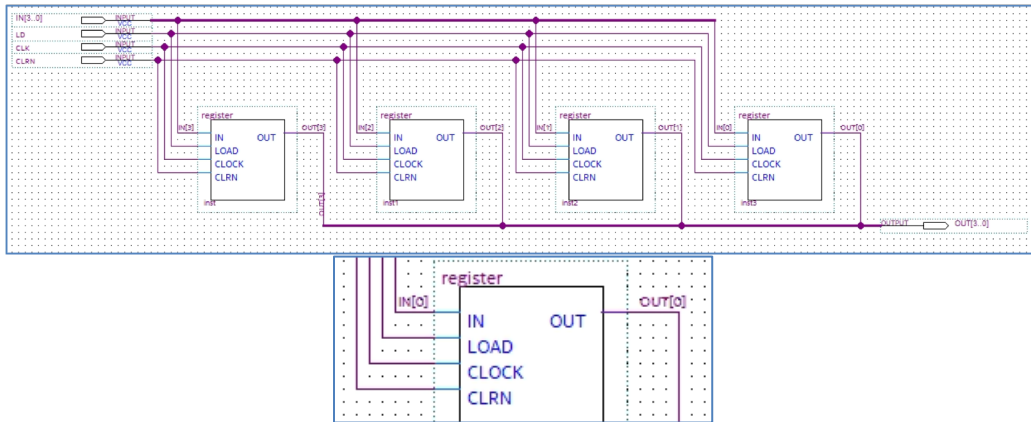 IN[3..0] INPUT VCC
LD INPUT VCC
CLK INPUT VCC
CLRN INPUT VCC
register
IN[3] IN OUT OUT[3]
LOAD
CLOCK
CLRN
inst
OUT[3]
register
IN[2] IN OUT OUT[2]
LOAD
CLOCK
CLRN
inst1
register
IN[1] IN OUT OUT[1]
LOAD
CLOCK
CLRN
inst2
register
IN[0] IN OUT OUT[0]
LOAD
CLOCK
CLRN
inst3
OUTPUT OUT[3..0]
register
IN[0] IN OUT OUT[0]
LOAD
CLOCK
CLRN